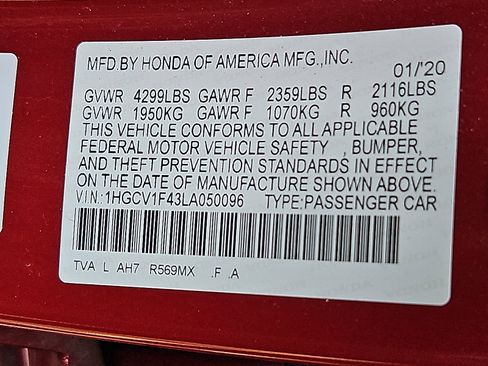 MFD.BY HONDA OF AMERICA MFG.,INC.
01/'20
GVWR 4299LBS GAWR F 2359LBS R 2116LBS
GVWR 1950KG GAWR F 1070KG R 960KG
THIS VEHICLE CONFORMS TO ALL APPLICABLE
FEDERAL MOTOR VEHICLE SAFETY , BUMPER,
AND THEFT PREVENTION STANDARDS IN EFFECT
ON THE DATE OF MANUFACTURE SHOWN ABOVE.
V.I.N.:1HGCV1F43LA050096 TYPE:PASSENGER CAR
TVA L AH7 R569MX .F .A